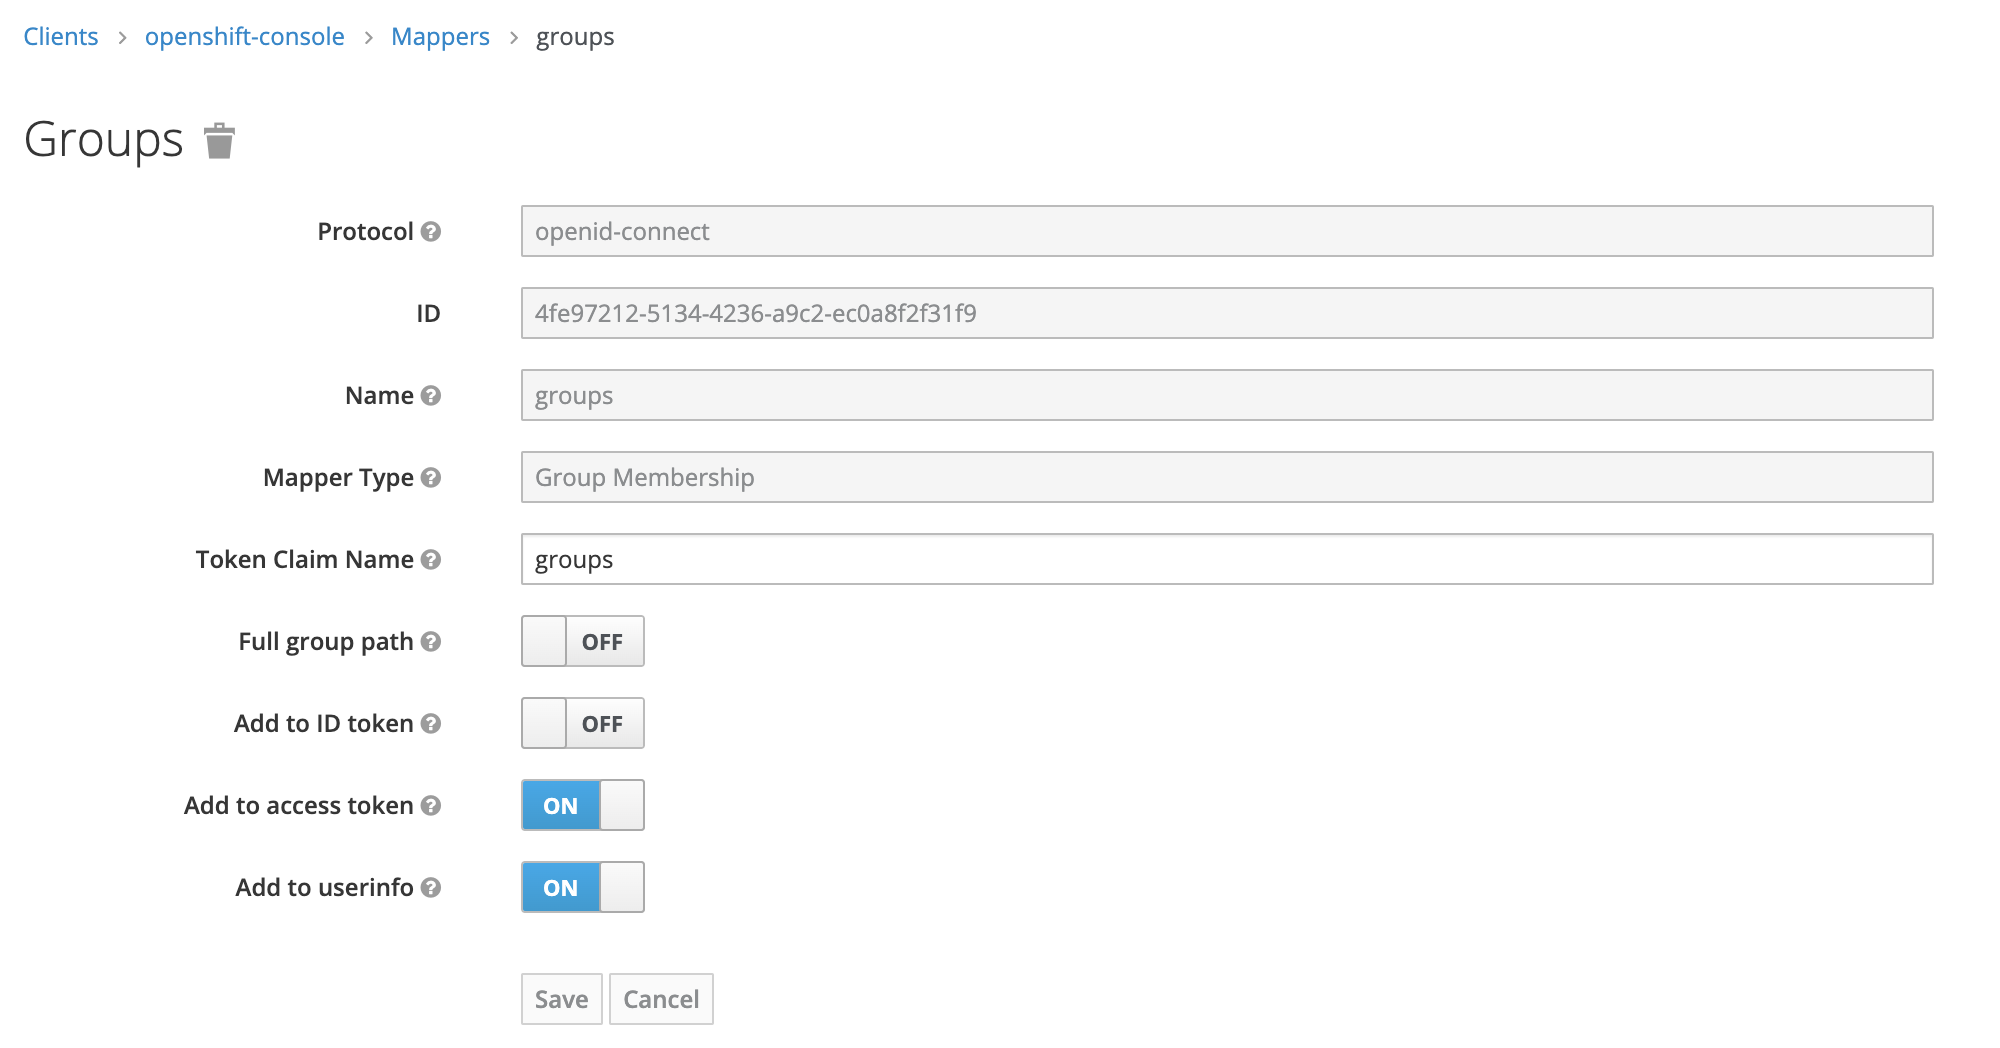 Clients > openshift-console > Mappers > groups
Groups
Protocol openid-connect
ID 4fe97212-5134-4236-a9c2-ec0a8f2f31f9
Name groups
Mapper Type Group Membership
Token Claim Name groups
Full group path OFF
Add to ID token OFF
Add to access token ON
Add to userinfo ON
Save Cancel